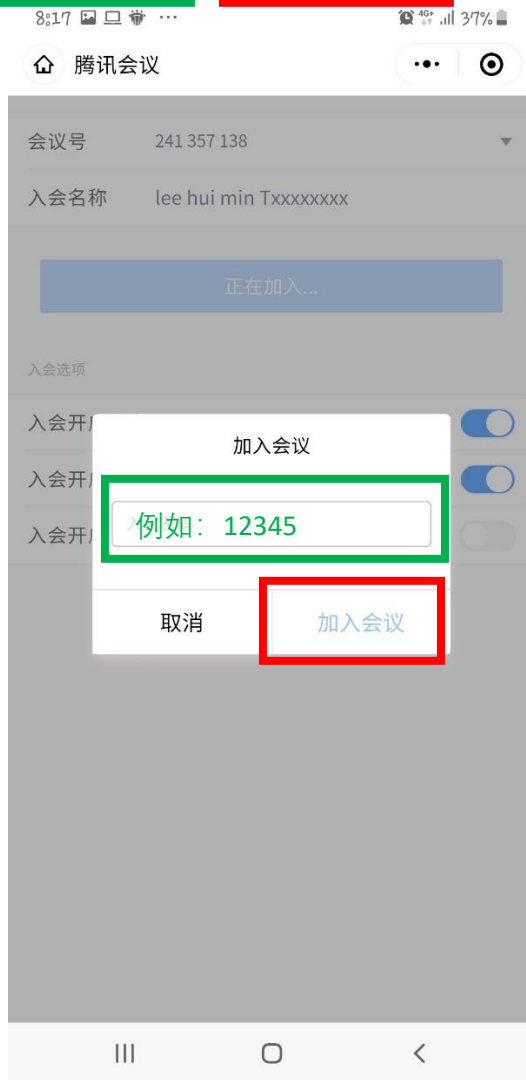 8:17 ··· 4G+ 37%
腾讯会议
会议号 241 357 138
入会名称 lee hui min Txxxxxxxx
正在加入...
入会选项
入会开
加入会议
入会开
例如：12345
入会开
取消 加入会议